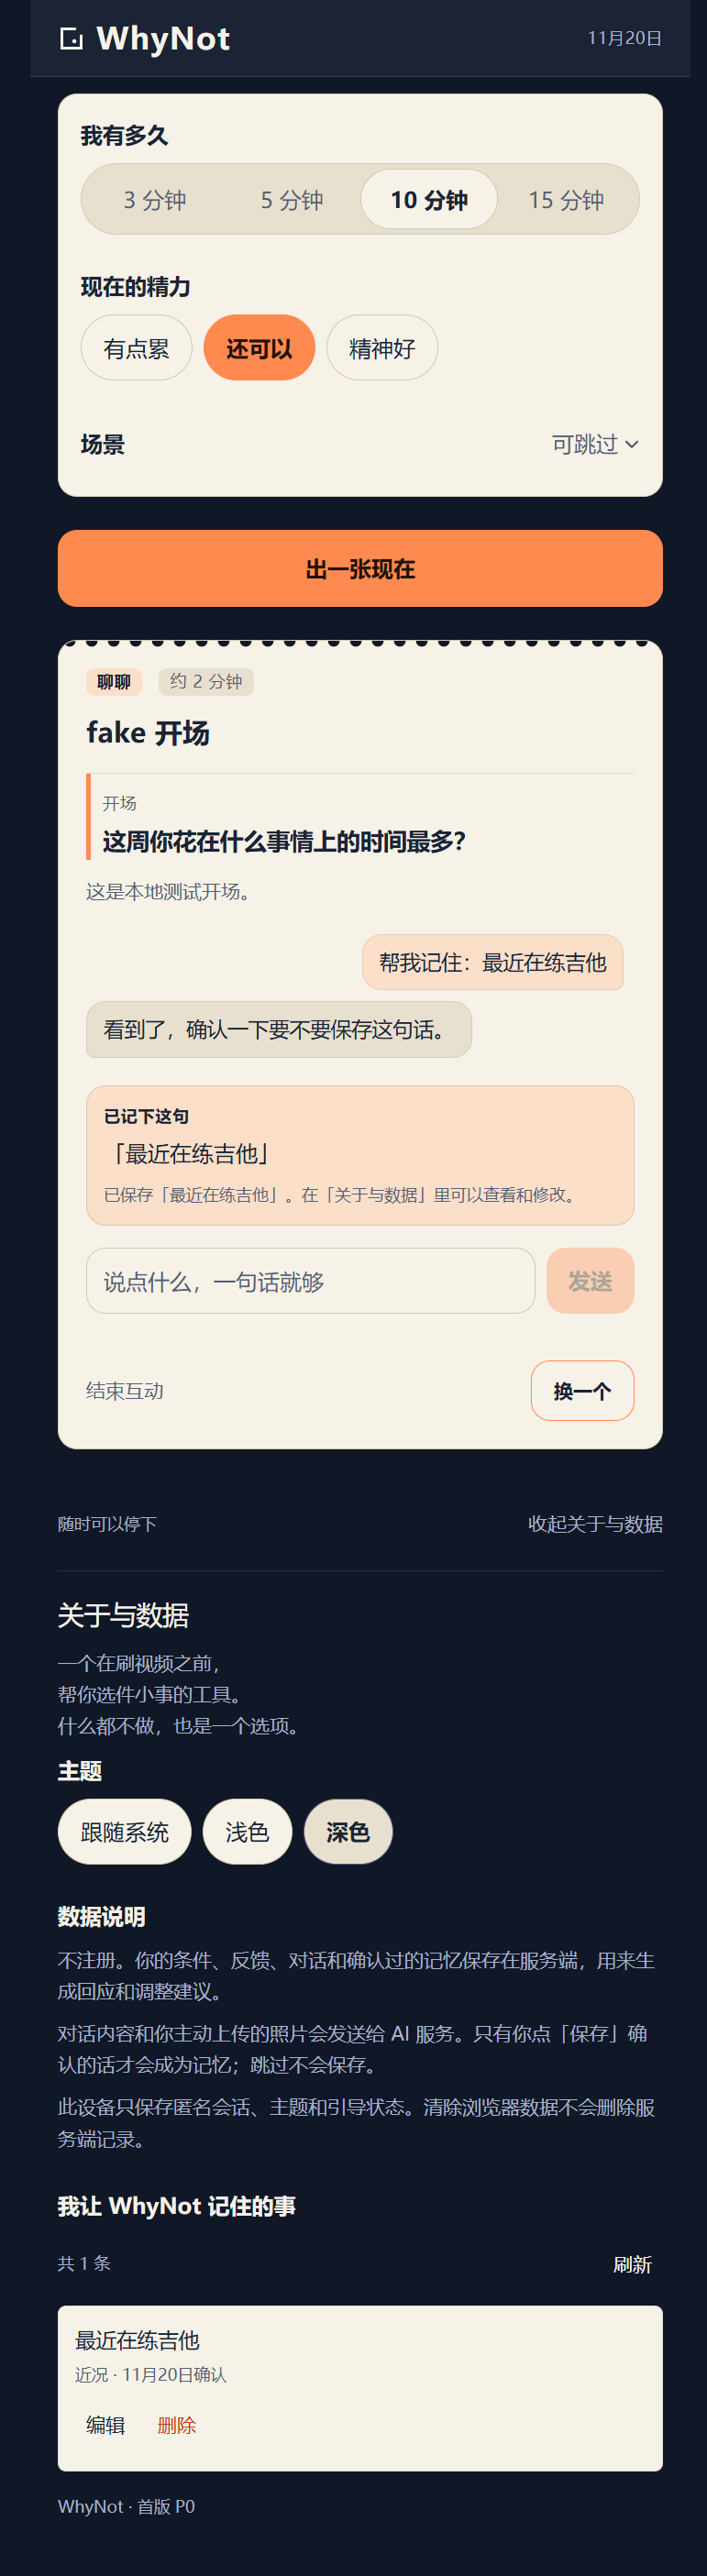 WhyNot
11月20日
我有多久
3 分钟
5 分钟
10 分钟
15 分钟
现在的精力
有点累
还可以
精神好
场景
可跳过
出一张现在
聊聊
约 2 分钟
fake 开场
开场
这周你花在什么事情上的时间最多？
这是本地测试开场。
帮我记住：最近在练吉他
看到了，确认一下要不要保存这句话。
已记下这句
「最近在练吉他」
已保存「最近在练吉他」。在「关于与数据」里可以查看和修改。
说点什么，一句话就够
发送
结束互动
换一个
随时可以停下
收起关于与数据
关于与数据
一个在刷视频之前，
帮你选件小事的工具。
什么都不做，也是一个选项。
主题
跟随系统
浅色
深色
数据说明
不注册。你的条件、反馈、对话和确认过的记忆保存在服务端，用来生
成回应和调整建议。
对话内容和你主动上传的照片会发送给 AI 服务。只有你点「保存」确
认的话才会成为记忆；跳过不会保存。
此设备只保存匿名会话、主题和引导状态。清除浏览器数据不会删除服
务端记录。
我让 WhyNot 记住的事
共 1 条
刷新
最近在练吉他
近况 · 11月20日确认
编辑
删除
WhyNot · 首版 P0